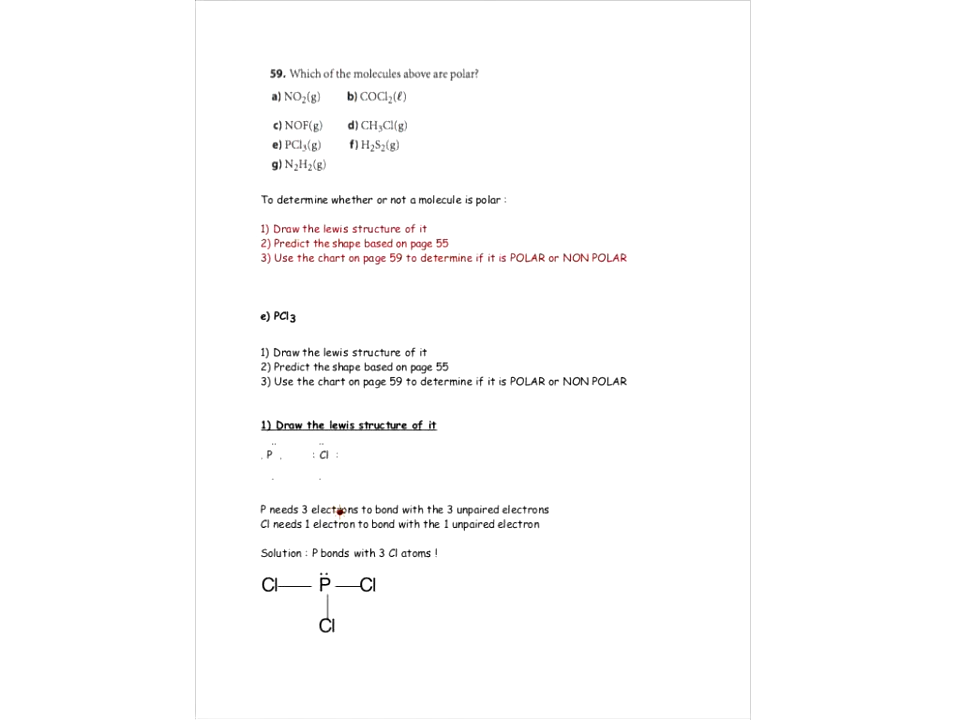 59. Which of the molecules above are polar?
a) NO₂(g) b) COCl₂(ℓ)
c) NOF(g) d) CH₃Cl(g)
e) PCl₃(g) f) H₂S₂(g)
g) N₂H₂(g)
To determine whether or not a molecule is polar :
1) Draw the lewis structure of it
2) Predict the shape based on page 55
3) Use the chart on page 59 to determine if it is POLAR or NON POLAR
e) PCl₃
1) Draw the lewis structure of it
2) Predict the shape based on page 55
3) Use the chart on page 59 to determine if it is POLAR or NON POLAR
1) Draw the lewis structure of it
. P . : Cl :
P needs 3 electrons to bond with the 3 unpaired electrons
Cl needs 1 electron to bond with the 1 unpaired electron
Solution : P bonds with 3 Cl atoms !
Cl P Cl
Cl